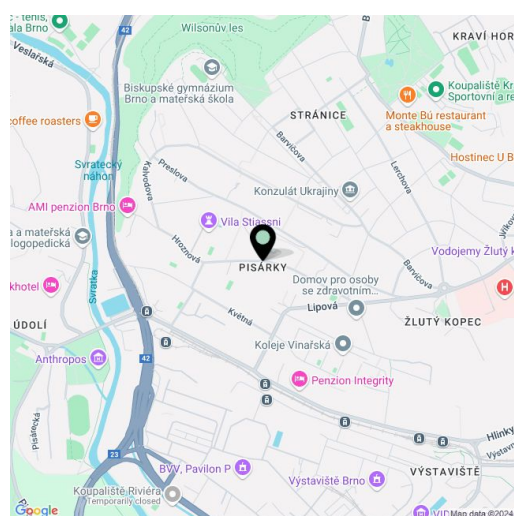 c - tenis,
ala Brno
42
Wilsonův les
KRAVÍ HOR
Veslařská
Biskupské gymnázium
Brno a mateřská škola
Koupaliště Kr
Sportovní a re
STRÁNICE
Monte Bú restaurant
a steakhouse
coffee roasters
Barvičova
Hostinec U B
Svratecký
náhon
Preslova
Kalvodova
Lerchova
Konzulát Ukrajiny
AMI penzion Brno
Vila Stiassni
a a mateřská
logopedická
Hroznová
Vodojemy Žlutý k
PISÁRKY
Barvičova
khotel
Svratka
Domov pro osoby
se zdravotním...
Lipová
ÚDOLÍ
Květná
ŽLUTÝ KOPEC
Koleje Vinařská
Anthropos
42
Penzion Integrity
Pisárecká
Hlinky
Výstavn
23
BVV, Pavilon P
VÝSTAVIŠTĚ
Koupaliště Riviéra
Temporarily closed
Výstaviště Brno
Google
VID
Map data ©2024